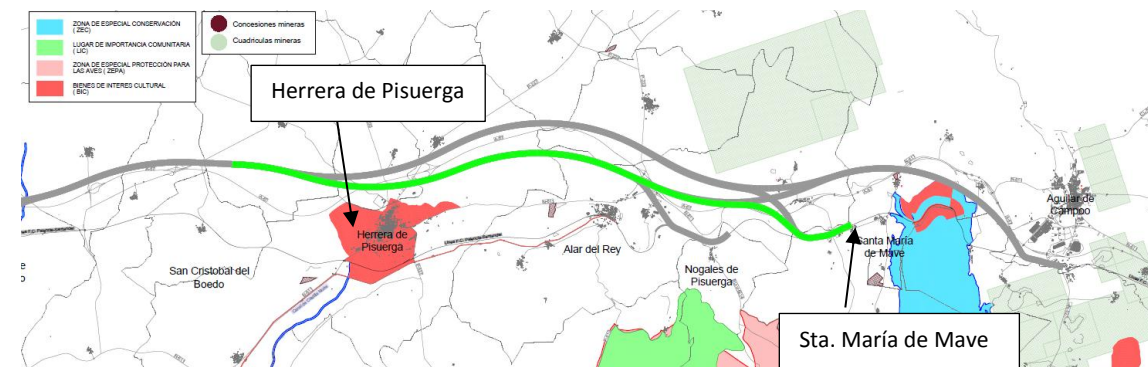 ZONA DE ESPECIAL CONSERVACIÓN
( ZEC)
LUGAR DE IMPORTANCIA COMUNITARIA
( LIC)
ZONA DE ESPECIAL PROTECCIÓN PARA
LAS AVES ( ZEPA)
BIENES DE INTERES CULTURAL
( BIC)
Concesiones mineras
Cuadrículas mineras
Herrera de Pisuerga
Aguilar de
Campoo
Herrera de
Pisuerga
Alar del Rey
Santa María
de Mave
San Cristobal del
Boedo
Nogales de
Pisuerga
Sta. María de Mave